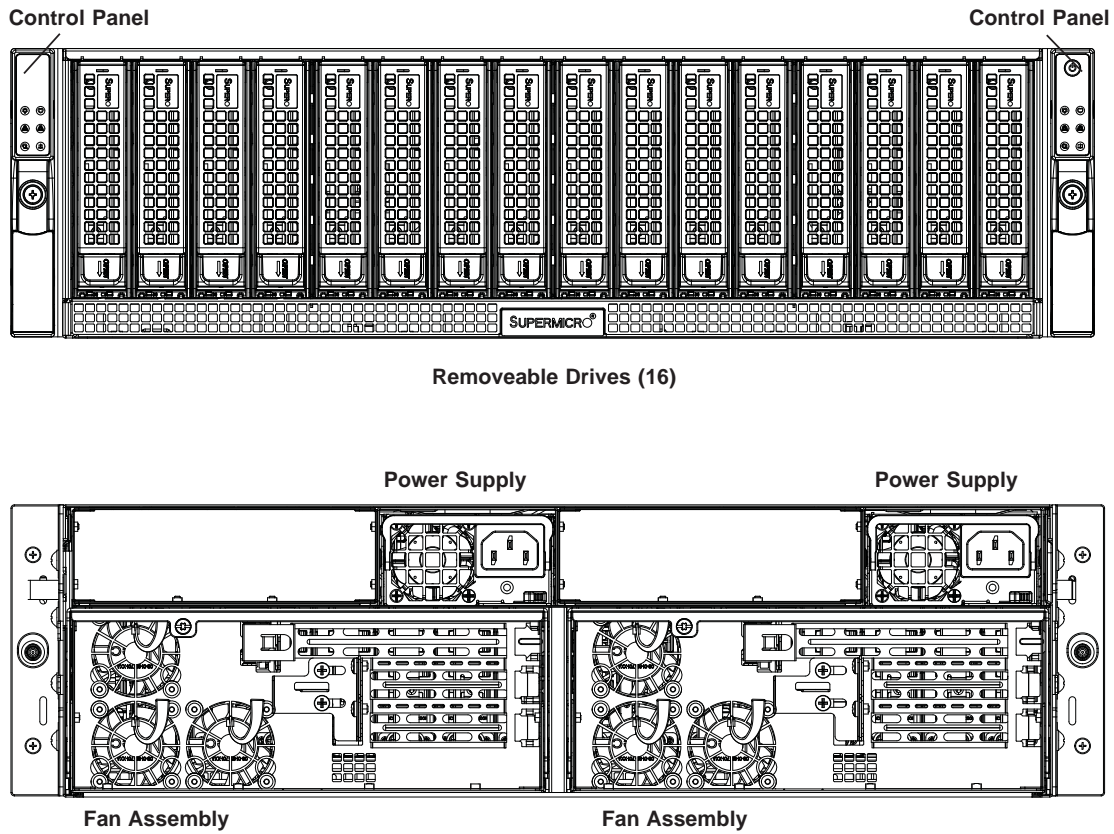 Control Panel
Control Panel
SUPERMICRO®
Removeable Drives (16)
Power Supply
Power Supply
Fan Assembly
Fan Assembly